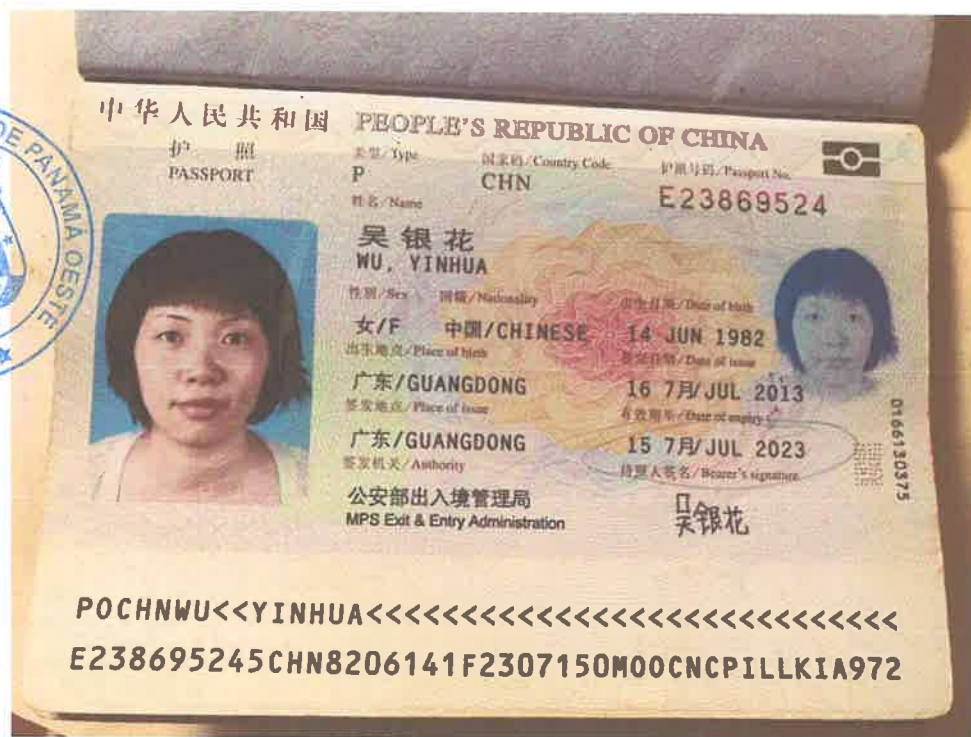 中华人民共和国 PEOPLE'S REPUBLIC OF CHINA
护照 类型/Type 国家码/Country Code 护照号码/Passport No.
PASSPORT P CHN E23869524
姓名/Name
吴银花
WU, YINHUA
性别/Sex 国籍/Nationality 出生日期/Date of birth
女/F 中国/CHINESE 14 JUN 1982
出生地点/Place of birth 签发日期/Date of issue
广东/GUANGDONG 16 7月/JUL 2013
签发地点/Place of issue 有效期至/Date of expiry
广东/GUANGDONG 15 7月/JUL 2023
签发机关/Authority 持照人签名/Bearer's signature
公安部出入境管理局
MPS Exit & Entry Administration
吴银花
D166130375
DE PANAMÁ OESTE
POCHNWU<<YINHUA<<<<<<<<<<<<<<<<<<<<<<<<<<<<<
E238695245CHN8206141F2307150MOOCNCPILLKIA972